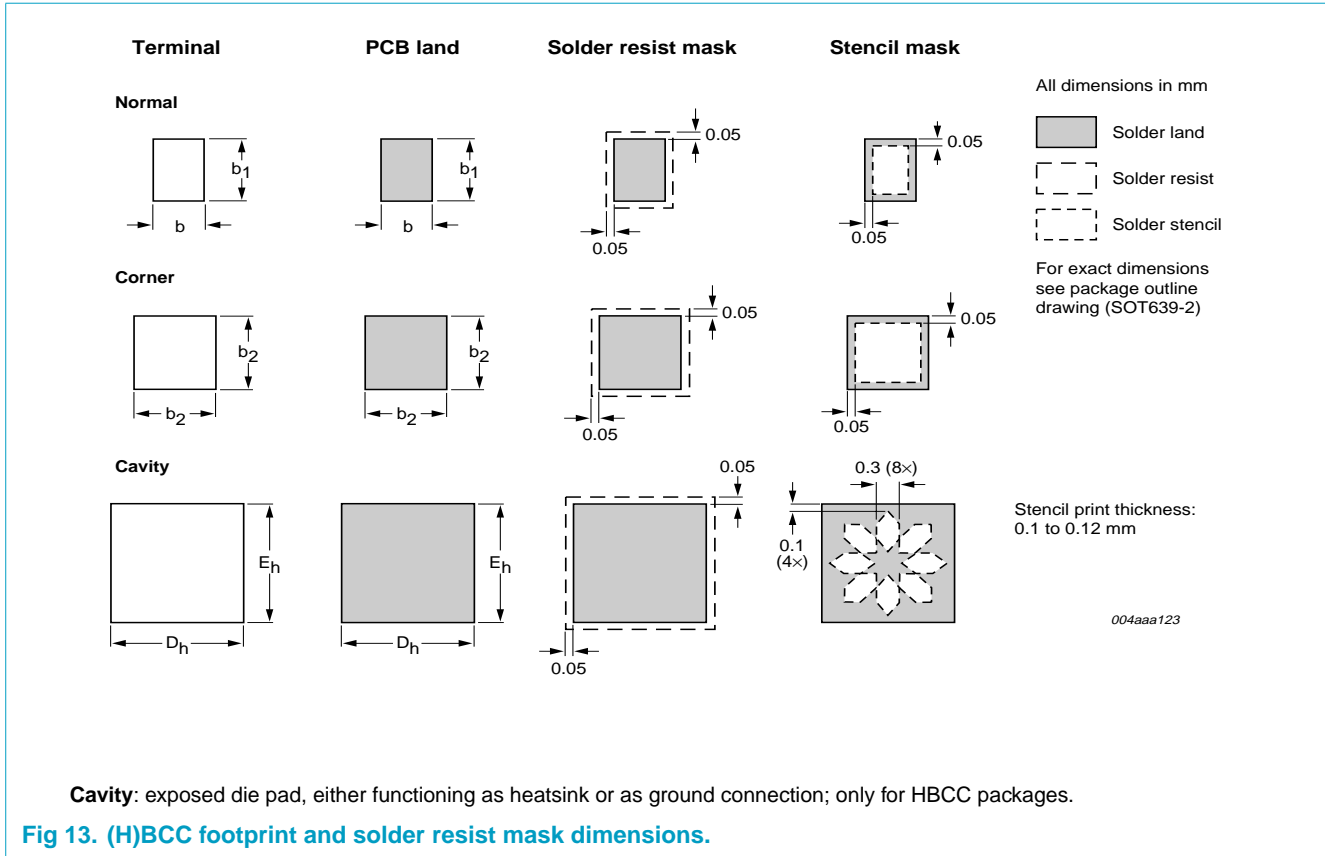 Terminal PCB land Solder resist mask Stencil mask
All dimensions in mm
Normal
0.05
0.05
Solder land
b1
b1
Solder resist
b
b
0.05
0.05
Solder stencil
Corner
For exact dimensions
see package outline
drawing (SOT639-2)
0.05
0.05
b2
b2
b2
b2
0.05
0.05
Cavity
0.05
0.3 (8×)
Stencil print thickness:
0.1 to 0.12 mm
0.1
(4×)
Eh
Eh
004aaa123
Dh
Dh
0.05
Cavity: exposed die pad, either functioning as heatsink or as ground connection; only for HBCC packages.
Fig 13. (H)BCC footprint and solder resist mask dimensions.